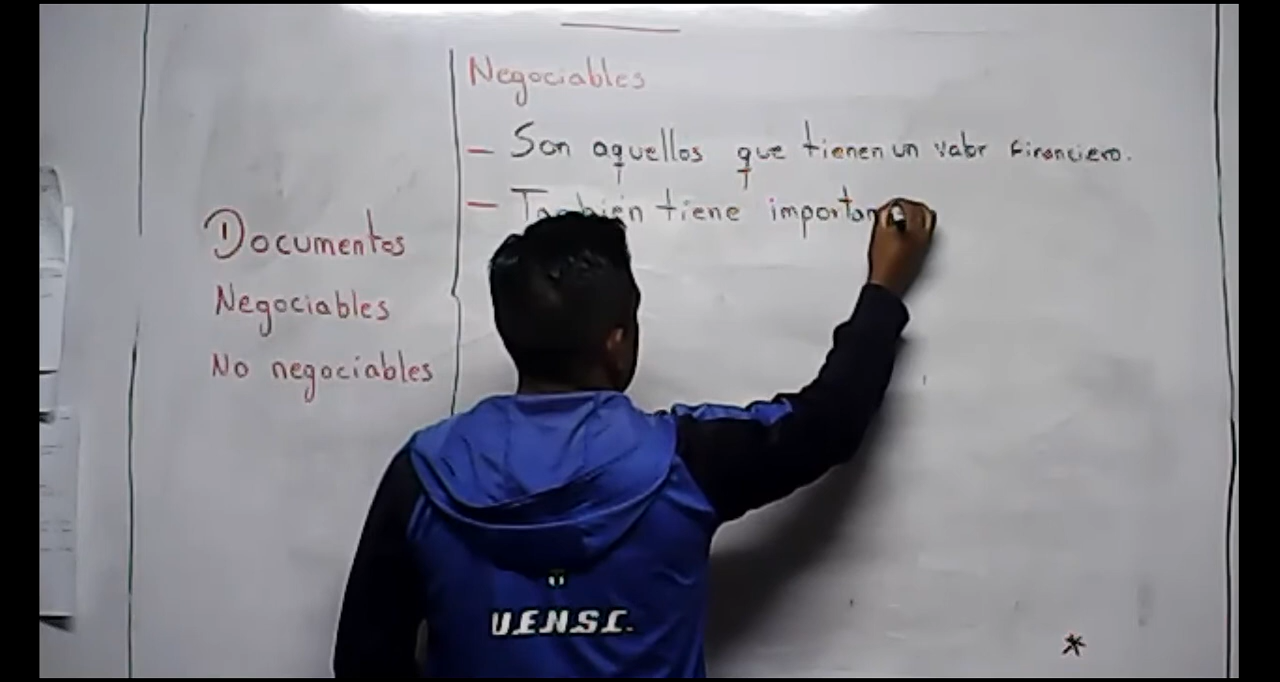 Negociables
– Son aquellos que tienen un valor financiero.
– También tiene importan
Documentos
Negociables
No negociables
U.E.N.S.C.
*